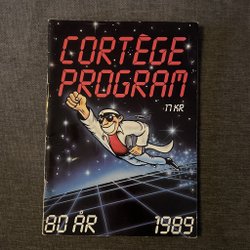 CORTÈGE
PROGRAM
17 KR
80 ÅR 1989